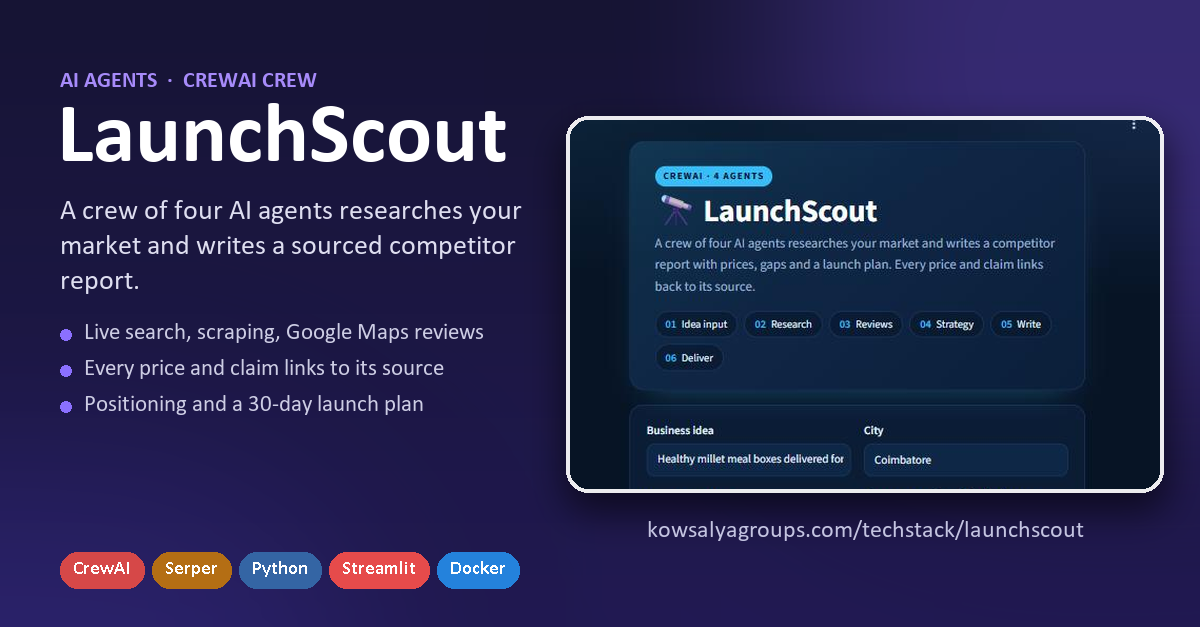 AI AGENTS · CREWAI CREW
LaunchScout
A crew of four AI agents researches your
market and writes a sourced competitor
report.
Live search, scraping, Google Maps reviews
Every price and claim links to its source
Positioning and a 30-day launch plan
CrewAI Serper Python Streamlit Docker
CREWAI · 4 AGENTS
LaunchScout
A crew of four AI agents researches your market and writes a competitor
report with prices, gaps and a launch plan. Every price and claim links
back to its source.
01 Idea input 02 Research 03 Reviews 04 Strategy 05 Write
06 Deliver
Business idea City
Healthy millet meal boxes delivered for Coimbatore
kowsalyagroups.com/techstack/launchscout